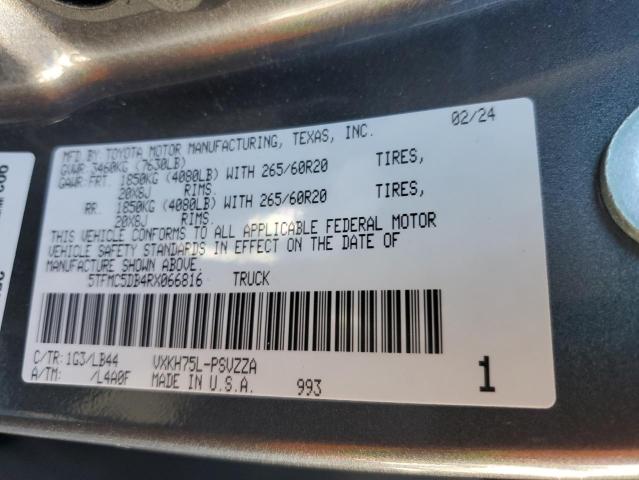 MFD BY: TOYOTA MOTOR MANUFACTURING, TEXAS, INC. 02/24
GVWR 3460KG (7630LB)
GAWR: FRT. 1850KG (4080LB) WITH 265/60R20 TIRES,
20X8J RIMS.
RR. 1850KG (4080LB) WITH 265/60R20 TIRES,
20X8J RIMS.
THIS VEHICLE CONFORMS TO ALL APPLICABLE FEDERAL MOTOR
VEHICLE SAFETY STANDARDS IN EFFECT ON THE DATE OF
MANUFACTURE SHOWN ABOVE.
5TFMC5DB4RX066816 TRUCK
C/TR: 1G3/LB44 VXKH75L-PSVZZA
A/TM: /L4A0F MADE IN U.S.A. 993 1